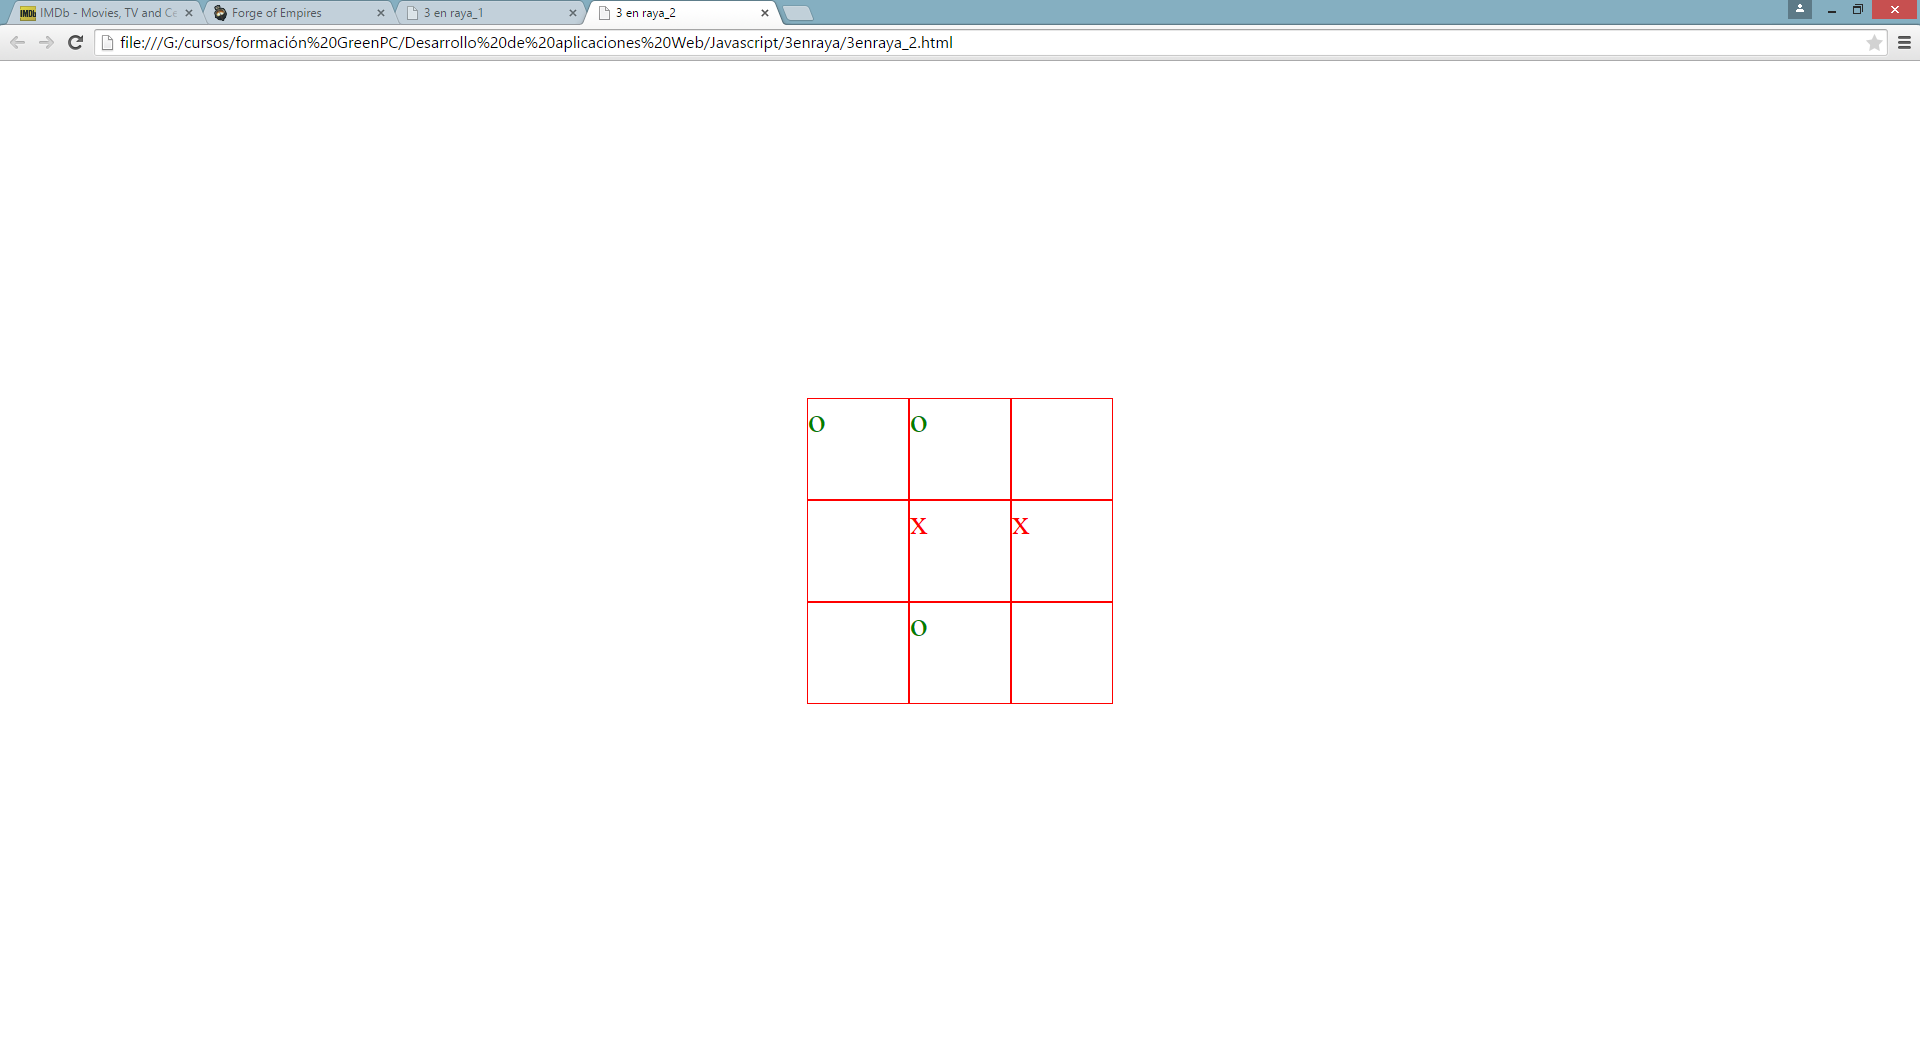 IMDb IMDb - Movies, TV and Ce
Forge of Empires
3 en raya_1
3 en raya_2
file:///G:/cursos/formación%20GreenPC/Desarrollo%20de%20aplicaciones%20Web/Javascript/3enraya/3enraya_2.html
o o
x x
o